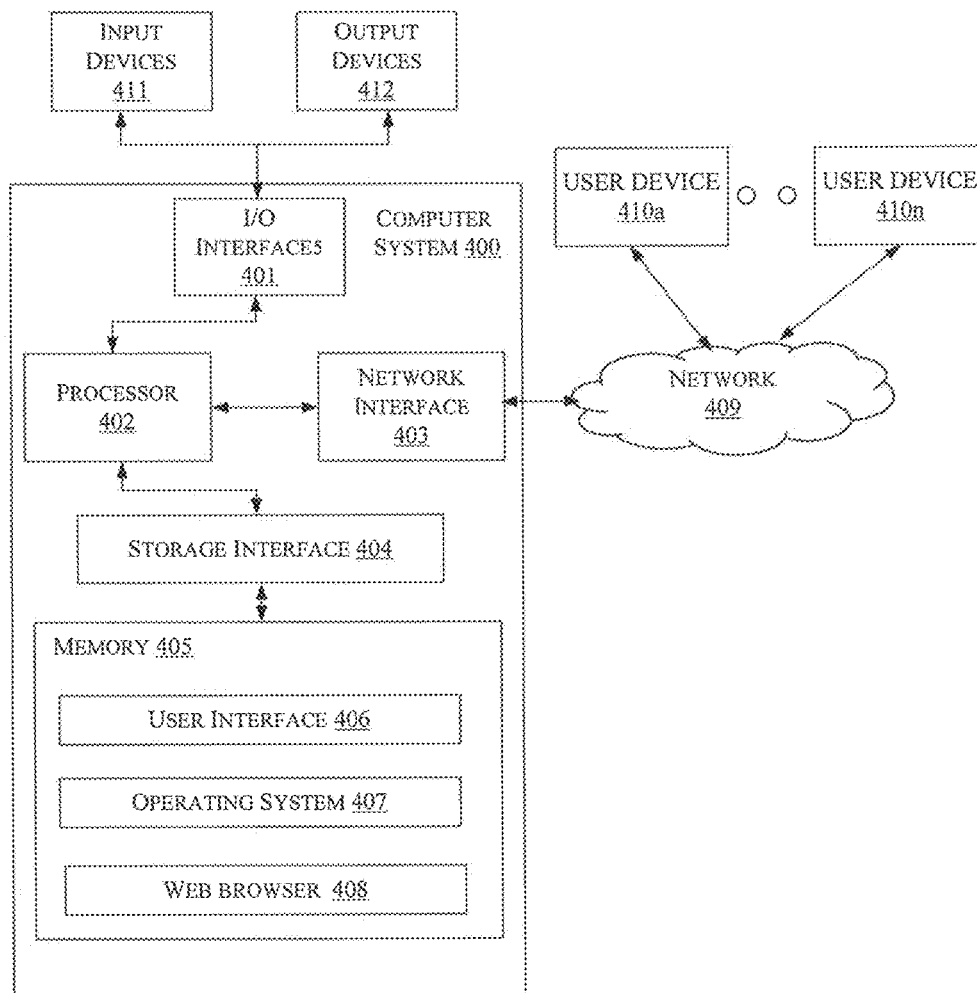 INPUT
DEVICES
411
OUTPUT
DEVICES
412
I/O
INTERFACES
401
COMPUTER
SYSTEM 400
USER DEVICE
410a
USER DEVICE
410n
PROCESSOR
402
NETWORK
INTERFACE
403
NETWORK
409
STORAGE INTERFACE 404
MEMORY 405
USER INTERFACE 406
OPERATING SYSTEM 407
WEB BROWSER 408